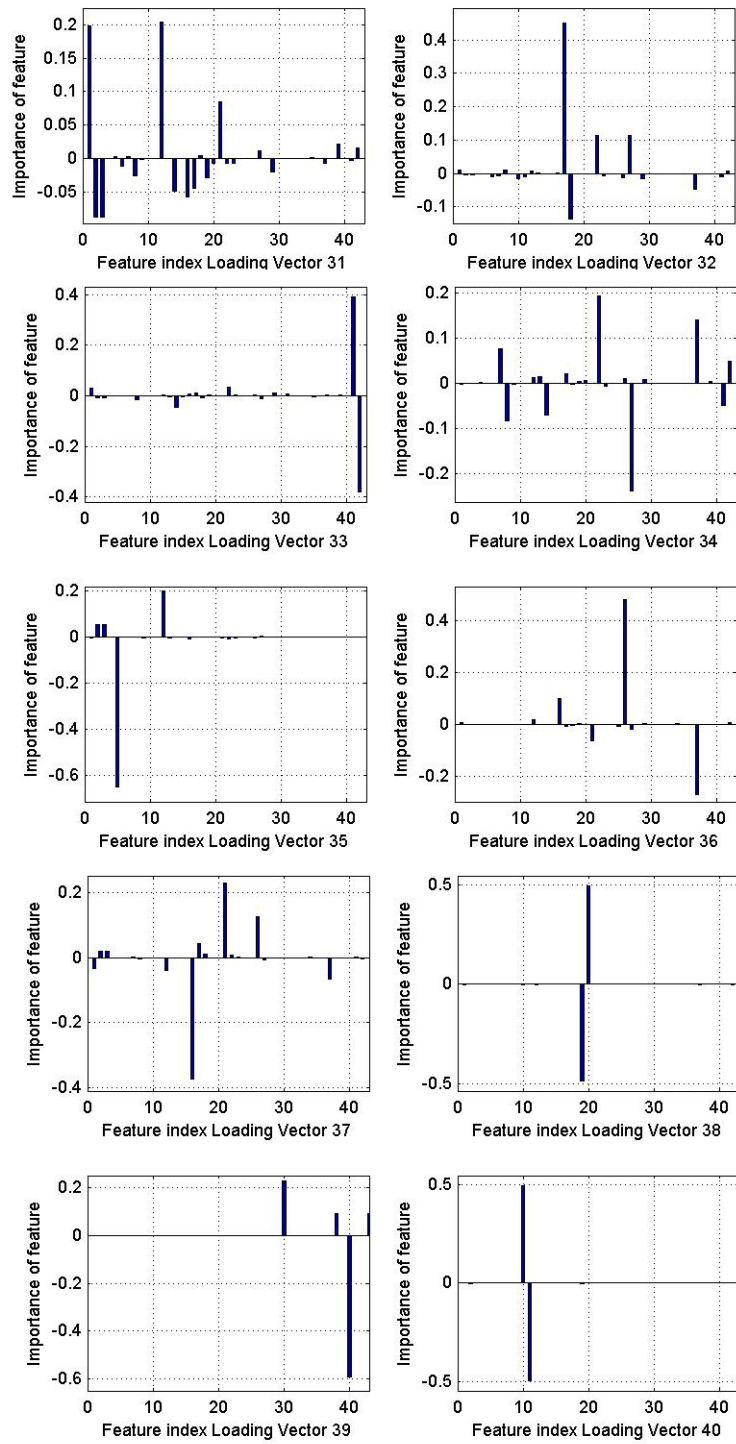 Importance of feature
0.2
0.15
0.1
0.05
0
-0.05
0 10 20 30 40
Feature index Loading Vector 31
Importance of feature
0.4
0.3
0.2
0.1
0
-0.1
0 10 20 30 40
Feature index Loading Vector 32
Importance of feature
0.4
0.2
0
-0.2
-0.4
0 10 20 30 40
Feature index Loading Vector 33
Importance of feature
0.2
0.1
0
-0.1
-0.2
0 10 20 30 40
Feature index Loading Vector 34
Importance of feature
0.2
0
-0.2
-0.4
-0.6
0 10 20 30 40
Feature index Loading Vector 35
Importance of feature
0.4
0.2
0
-0.2
0 10 20 30 40
Feature index Loading Vector 36
Importance of feature
0.2
0
-0.2
-0.4
0 10 20 30 40
Feature index Loading Vector 37
Importance of feature
0.5
0
-0.5
0 10 20 30 40
Feature index Loading Vector 38
Importance of feature
0.2
0
-0.2
-0.4
-0.6
0 10 20 30 40
Feature index Loading Vector 39
Importance of feature
0.5
0
-0.5
0 10 20 30 40
Feature index Loading Vector 40